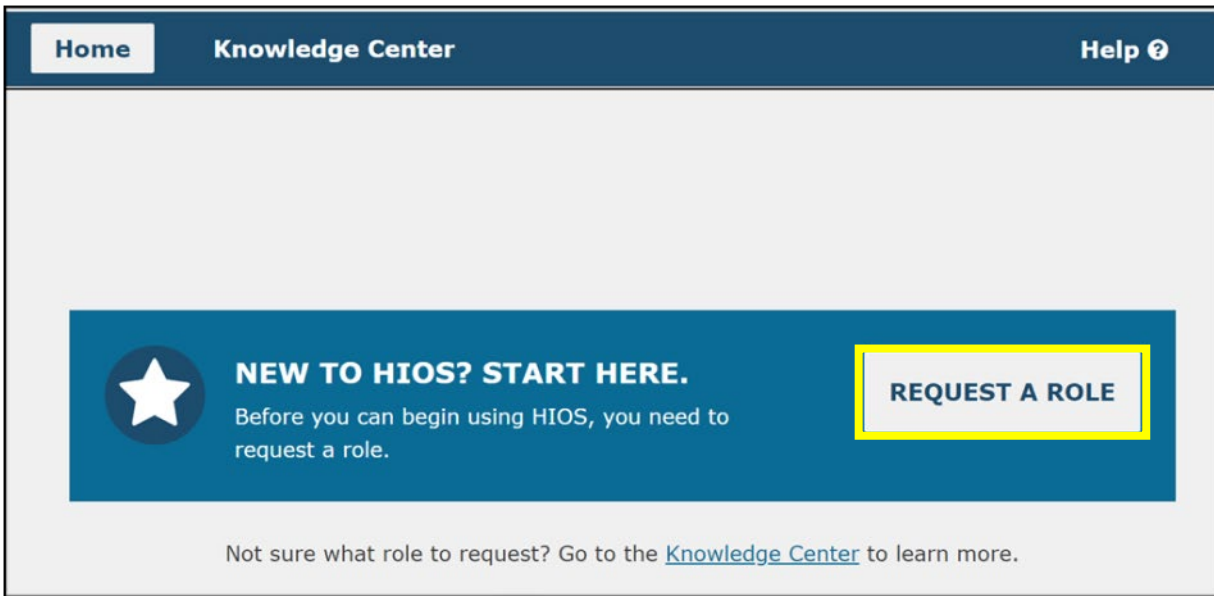 Home Knowledge Center Help ?
NEW TO HIOS? START HERE.
Before you can begin using HIOS, you need to
request a role.
REQUEST A ROLE
Not sure what role to request? Go to the Knowledge Center to learn more.